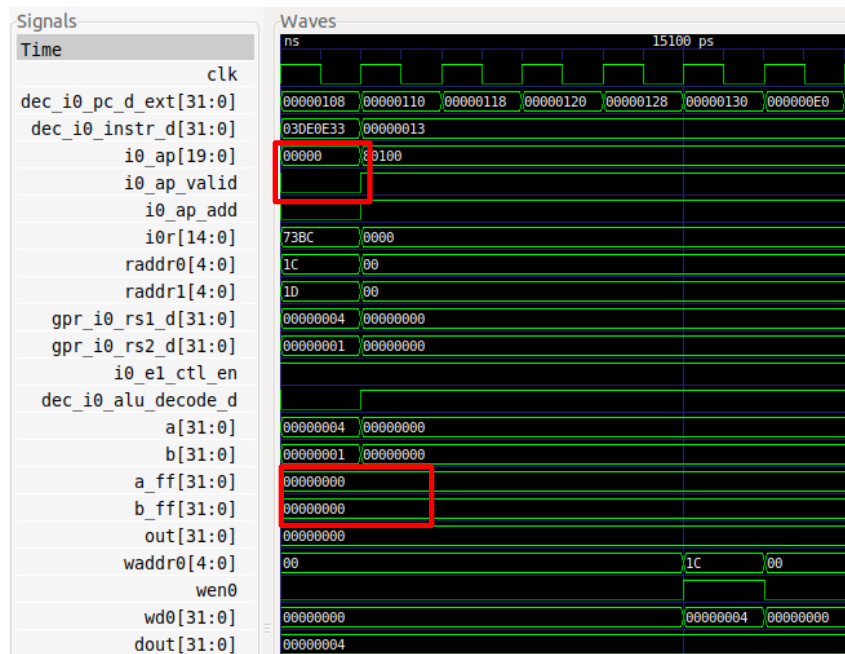 Signals Waves
Time ns 15100 ps
clk
dec_i0_pc_d_ext[31:0] 00000108 00000110 00000118 00000120 00000128 00000130 000000E0
dec_i0_instr_d[31:0] 03DE0E33 00000013
i0_ap[19:0] 00000 80100
i0_ap_valid
i0_ap_add
i0r[14:0] 73BC 0000
raddr0[4:0] 1C 00
raddr1[4:0] 1D 00
gpr_i0_rs1_d[31:0] 00000004 00000000
gpr_i0_rs2_d[31:0] 00000001 00000000
i0_e1_ctl_en
dec_i0_alu_decode_d
a[31:0] 00000004 00000000
b[31:0] 00000001 00000000
a_ff[31:0] 00000000
b_ff[31:0] 00000000
out[31:0] 00000000
waddr0[4:0] 00 1C 00
wen0
wd0[31:0] 00000000 00000004 00000000
dout[31:0] 00000004